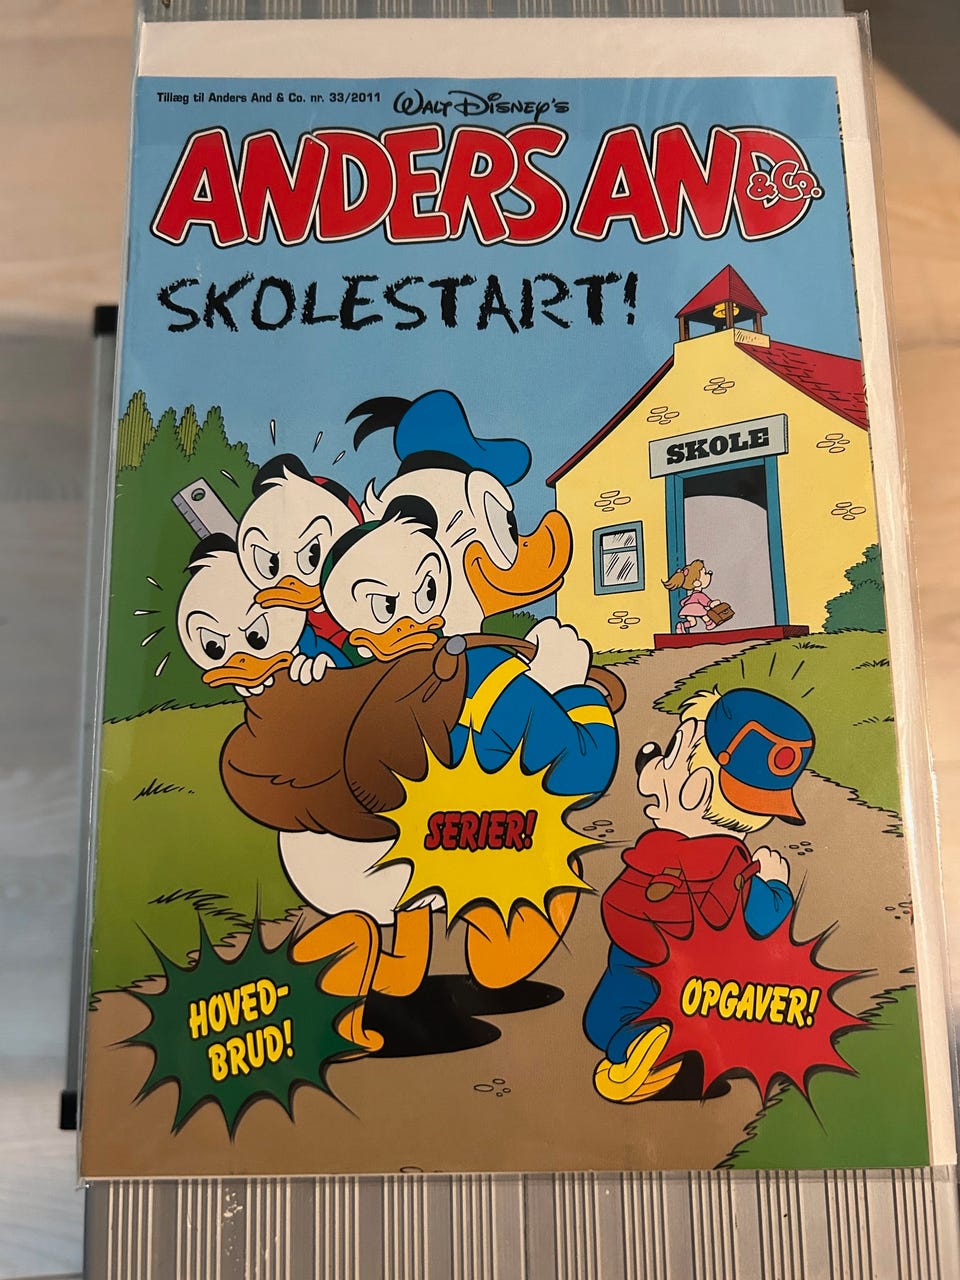 Tillæg til Anders And & Co. nr. 33/2011
WALT DISNEY'S
ANDERS AND
& Co.
SKOLESTART!
SKOLE
SERIER!
HOVED-
BRUD!
OPGAVER!